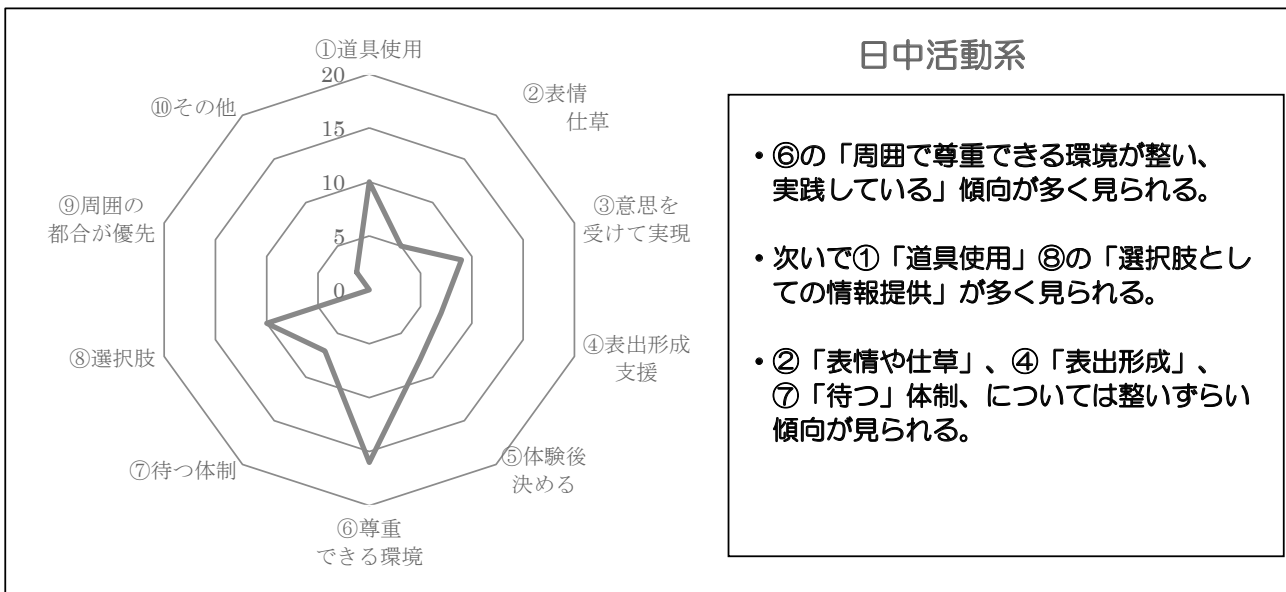 ①道具使用
②表情
仕草
③意思を
受けて実現
④表出形成
支援
⑤体験後
決める
⑥尊重
できる環境
⑦待つ体制
⑧選択肢
⑨周囲の
都合が優先
⑩その他
20
15
10
5
0
日中活動系
・⑥の「周囲で尊重できる環境が整い、
実践している」傾向が多く見られる。
・次いで①「道具使用」⑧の「選択肢とし
ての情報提供」が多く見られる。
・②「表情や仕草」、④「表出形成」、
⑦「待つ」体制、については整いずらい
傾向が見られる。